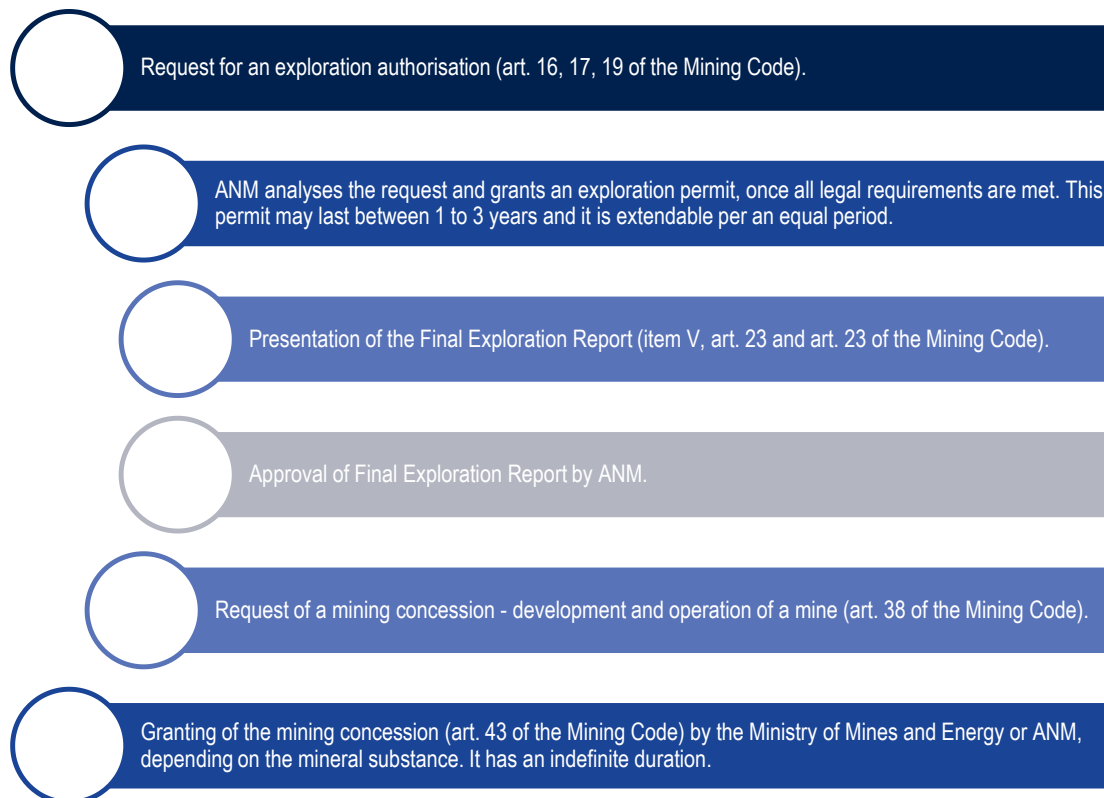 Request for an exploration authorisation (art. 16, 17, 19 of the Mining Code).
ANM analyses the request and grants an exploration permit, once all legal requirements are met. This
permit may last between 1 to 3 years and it is extendable per an equal period.
Presentation of the Final Exploration Report (item V, art. 23 and art. 23 of the Mining Code).
Approval of Final Exploration Report by ANM.
Request of a mining concession - development and operation of a mine (art. 38 of the Mining Code).
Granting of the mining concession (art. 43 of the Mining Code) by the Ministry of Mines and Energy or ANM,
depending on the mineral substance. It has an indefinite duration.